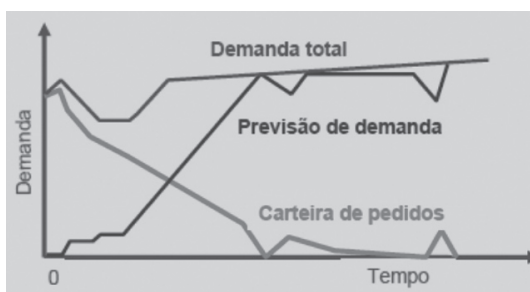 Demanda total
Previsão de demanda
Demanda
Carteira de pedidos
0
Tempo